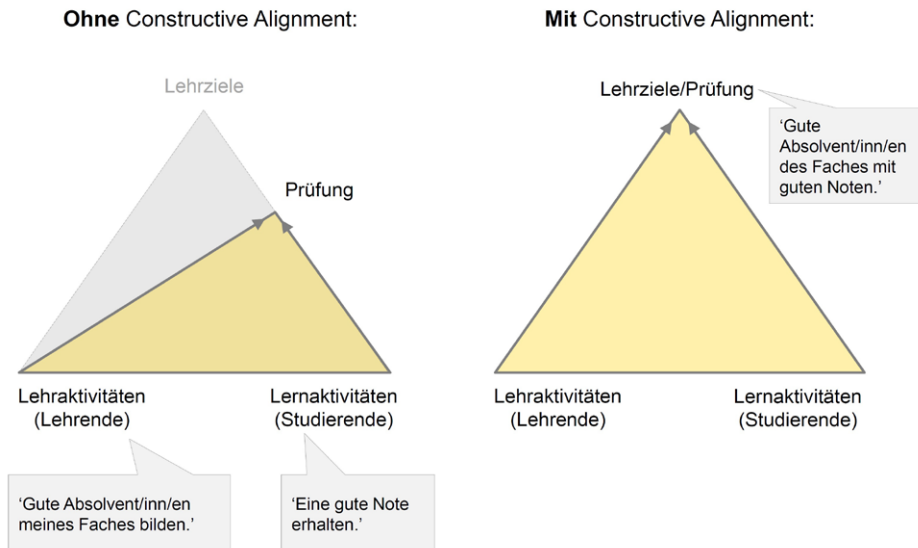 Ohne Constructive Alignment:
Mit Constructive Alignment:
Lehrziele
Prüfung
Lehraktivitäten
(Lehrende)
Lernaktivitäten
(Studierende)
'Gute Absolvent/inn/en
meines Faches bilden.'
'Eine gute Note
erhalten.'
Lehrziele/Prüfung
'Gute
Absolvent/inn/en
des Faches mit
guten Noten.'
Lehraktivitäten
(Lehrende)
Lernaktivitäten
(Studierende)